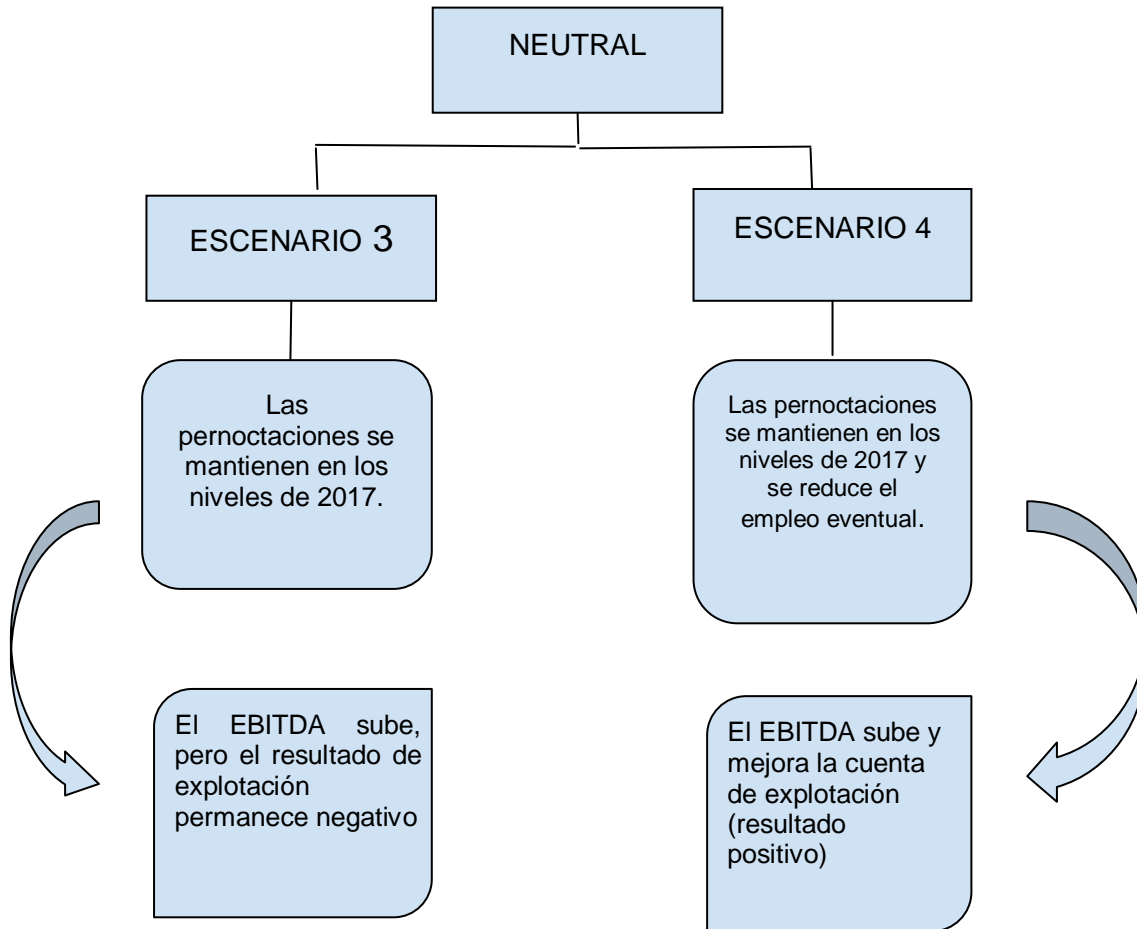 NEUTRAL
ESCENARIO 3
ESCENARIO 4
Las
pernoctaciones se
mantienen en los
niveles de 2017.
Las pernoctaciones
se mantienen en los
niveles de 2017 y
se reduce el
empleo eventual.
El EBITDA sube,
pero el resultado de
explotación
permanece negativo
El EBITDA sube y
mejora la cuenta
de explotación
(resultado
positivo)